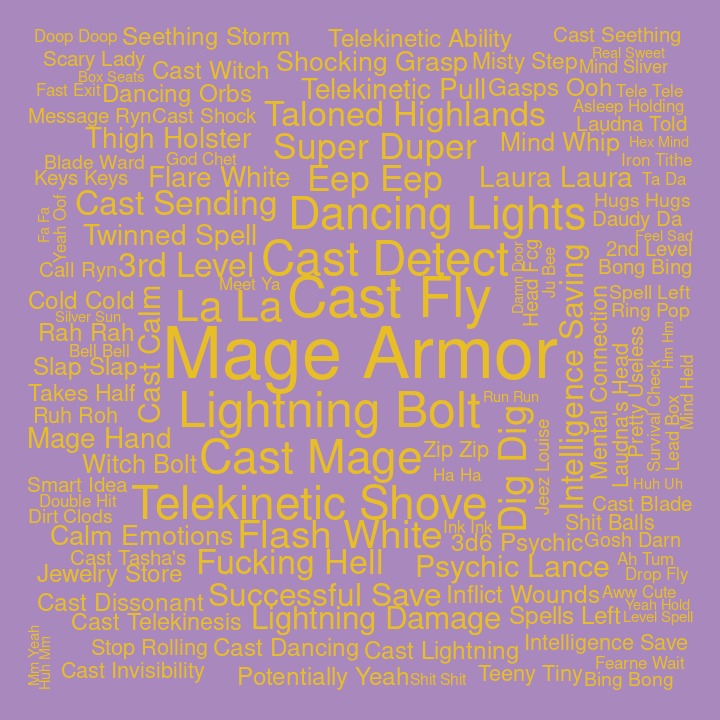 Doop Doop
Seething Storm
Telekinetic Ability
Cast Seething
Scary Lady
Real Sweet
Box Seats
Cast Witch
Shocking Grasp
Misty Step
Mind Sliver
Fast Exit
Dancing Orbs
Telekinetic Pull
Gasps Ooh
Tele Tele
Message Ryn
Cast Shock
Taloned Highlands
Asleep Holding
Laudna Told
Thigh Holster
Super Duper
Mind Whip
Hex Mind
Blade Ward
God Chet
Iron Tithe
Keys Keys
Flare White
Eep Eep
Laura Laura
Ta Da
Fa Fa
Yeah Oof
Cast Sending
Dancing Lights
Hugs Hugs
Daudy Da
Twinned Spell
Feel Sad
2nd Level
Call Ryn
3rd Level
Cast Detect
Damn Door
Head Fcg
Ju Bee
Intelligence Saving
Bong Bing
Meet Ya
Cold Cold
La La
Cast Fly
Spell Left
Silver Sun
Ring Pop
Rah Rah
Cast Calm
Mage Armor
Mental Connection
Laudna's Head
Pretty Useless
Survival Check
Hm Hm
Lead Box
Mind Held
Bell Bell
Slap Slap
Takes Half
Run Run
Ruh Roh
Lightning Bolt
Dig Dig
Jeez Louise
Mage Hand
Witch Bolt
Cast Mage
Zip Zip
Ha Ha
Huh Uh
Smart Idea
Double Hit
Telekinetic Shove
Cast Blade
Dirt Clods
Shit Balls
Calm Emotions
Flash White
Ink Ink
3d6 Psychic
Gosh Darn
Cast Tasha's
Fucking Hell
Psychic Lance
Ah Tum
Jewelry Store
Drop Fly
Cast Dissonant
Successful Save
Inflict Wounds
Aww Cute
Yeah Hold
Cast Telekinesis
Lightning Damage
Spells Left
Level Spell
Mm Yeah
Huh Mm
Stop Rolling
Cast Dancing
Cast Lightning
Intelligence Save
Cast Invisibility
Potentially Yeah
Shit Shit
Teeny Tiny
Fearne Wait
Bing Bong